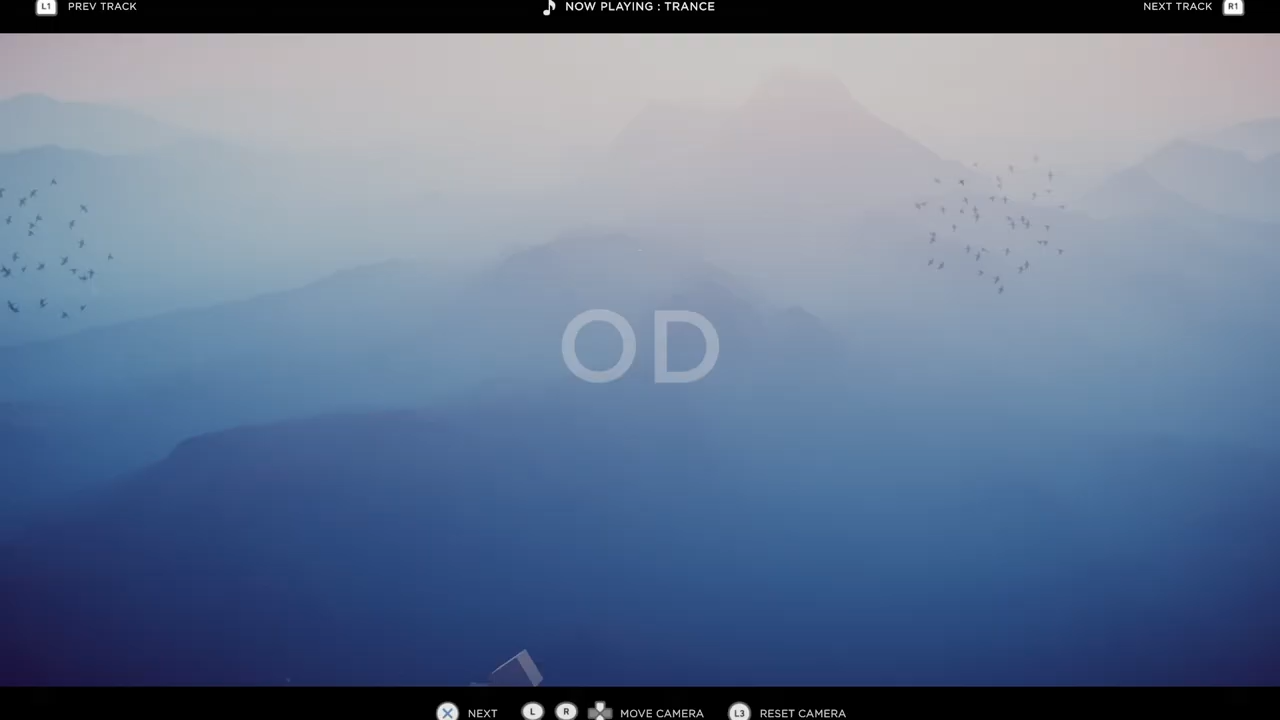 L1 PREV TRACK NOW PLAYING : TRANCE NEXT TRACK R1
OD
NEXT L R MOVE CAMERA L3 RESET CAMERA